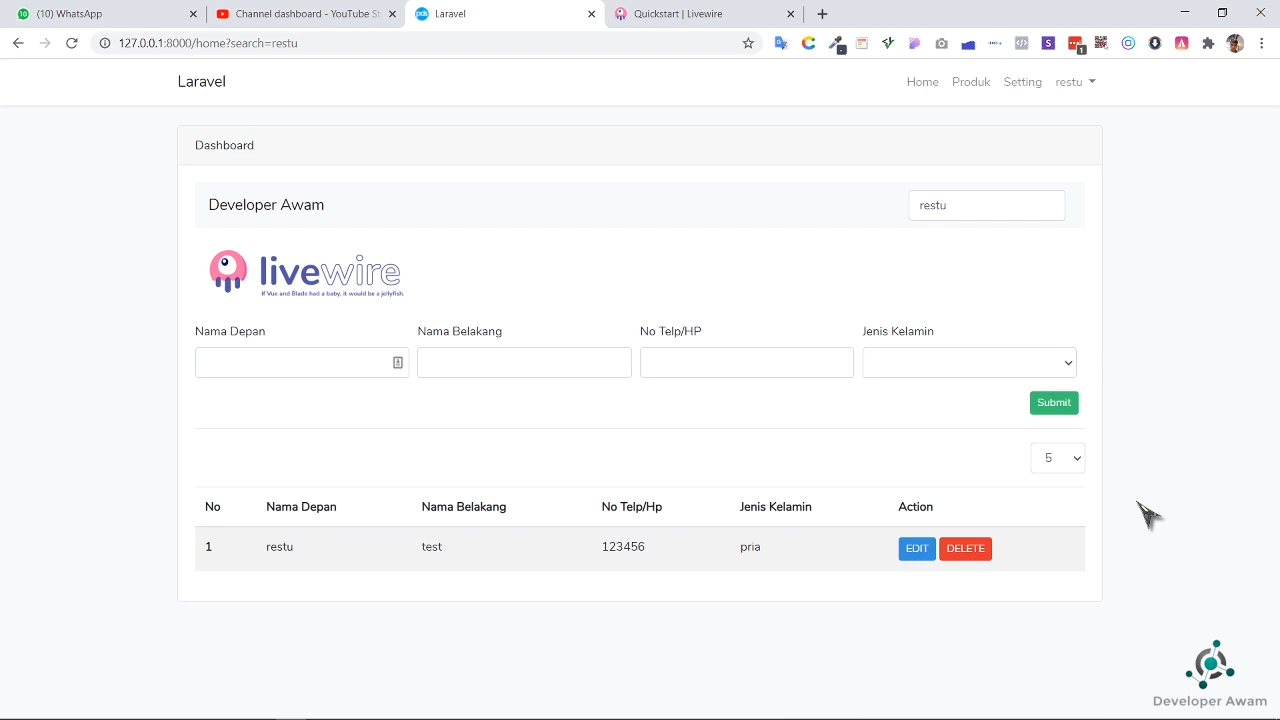 (10) WhatsApp
Channel dashboard - YouTube St
Laravel
Quickstart | Livewire
127.0.0.1:8000/home?search=restu
Laravel
Home
Produk
Setting
restu
Dashboard
Developer Awam
restu
livewire
If Vue and Blade had a baby, it would be a jellyfish.
Nama Depan
Nama Belakang
No Telp/HP
Jenis Kelamin
Submit
5
No
Nama Depan
Nama Belakang
No Telp/Hp
Jenis Kelamin
Action
1
restu
test
123456
pria
EDIT
DELETE
Developer Awam